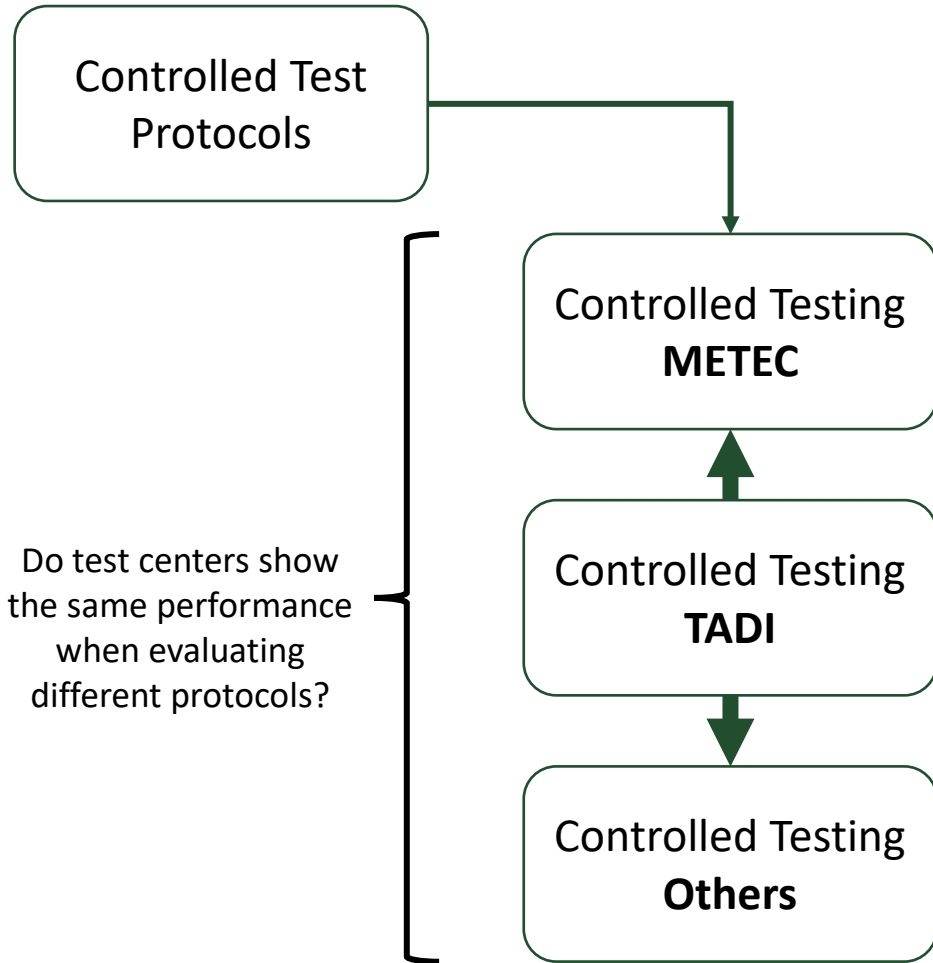 Controlled Test
Protocols
Controlled Testing
METEC
Do test centers show
the same performance
when evaluating
different protocols?
Controlled Testing
TADI
Controlled Testing
Others